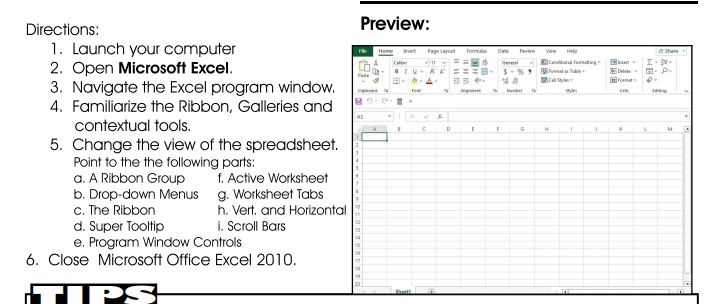 Directions:
1. Launch your computer
2. Open Microsoft Excel.
3. Navigate the Excel program window.
4. Familiarize the Ribbon, Galleries and
contextual tools.
5. Change the view of the spreadsheet.
Point to the the following parts:
a. A Ribbon Group f. Active Worksheet
b. Drop-down Menus g. Worksheet Tabs
c. The Ribbon h. Vert. and Horizontal
d. Super Tooltip i. Scroll Bars
e. Program Window Controls
6. Close Microsoft Office Excel 2010.
TIPS
Preview:
File Home Insert Page Layout Formulas Data Review View Help Share
Calibri 11 General Conditional Formatting Insert
Paste B I U A A $ % , Format as Table Delete
Cell Styles Format
Clipboard Font Alignment Number Styles Cells Editing
A1 fx
A B C D E F G H I J K L M
1
2
3
4
5
6
7
8
9
10
11
12
13
14
15
16
17
18
19
20
Sheet1